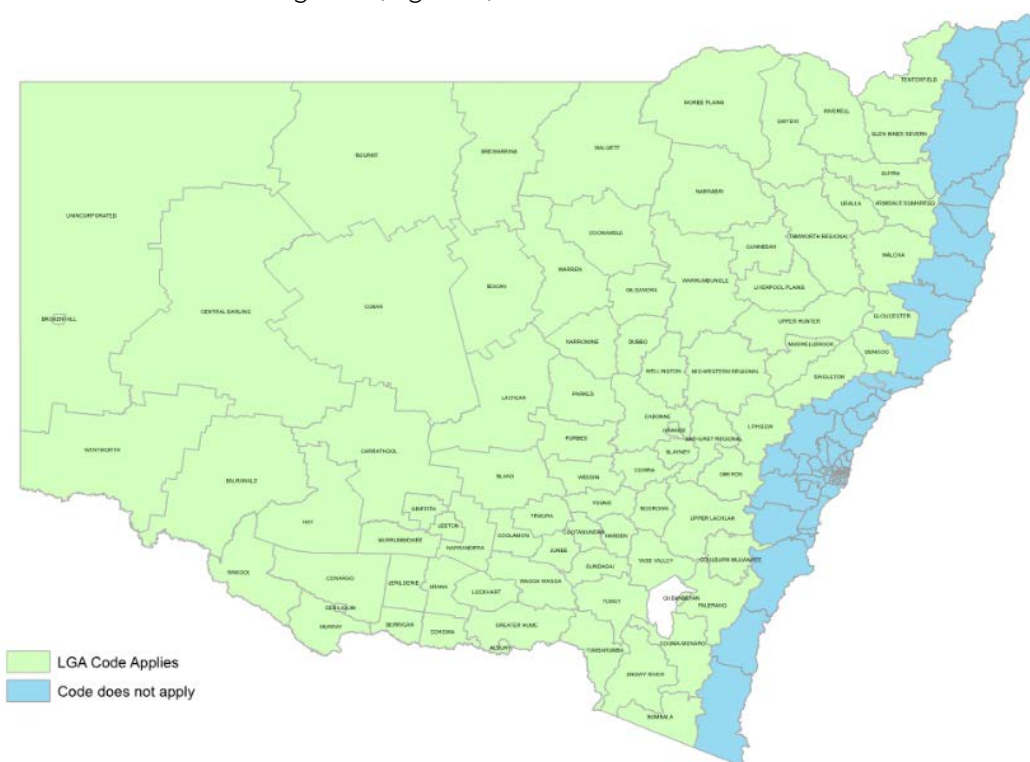 TENTERFIELD
MOREE PLAINS
GWYDIR
INVERELL
GLEN INNES SEVERN
BOURKE
BREWARRINA
WALGETT
GUYRA
NARRABRI
URALLA
ARMIDALE DUMARESQ
UNINCORPORATED
COONAMBLE
TAMWORTH REGIONAL
GUNNEDAH
WALCHA
WARREN
WARRUMBUNGLE
BOGAN
GILGANDRA
LIVERPOOL PLAINS
COBAR
CENTRAL DARLING
BROKEN HILL
GLOUCESTER
UPPER HUNTER
NARROMINE
DUBBO
MUSWELLBROOK
DUNGOG
WELLINGTON
MID-WESTERN REGIONAL
SINGLETON
LACHLAN
PARKES
CABONNE
ORANGE
LITHGOW
FORBES
BATHURST REGIONAL
WENTWORTH
CARRATHOOL
BLAYNEY
BLAND
WEDDIN
COWRA
OBERON
BALRANALD
YOUNG
GRIFFITH
BOOROWA
HAY
LEETON
TEMORA
UPPER LACHLAN
COOLAMON
COOTAMUNDRA
HARDEN
MURRUMBIDGEE
NARRANDERA
JUNEE
YASS VALLEY
GOULBURN MULWAREE
GUNDAGAI
WAKOOL
CONARGO
JERILDERIE
URANA
LOCKHART
WAGGA WAGGA
QUEANBEYAN
TUMUT
PALERANG
DENILIQUIN
MURRAY
BERRIGAN
COROWA
GREATER HUME
ALBURY
TUMBARUMBA
COOMA-MONARO
LGA Code Applies
SNOWY RIVER
Code does not apply
BOMBALA